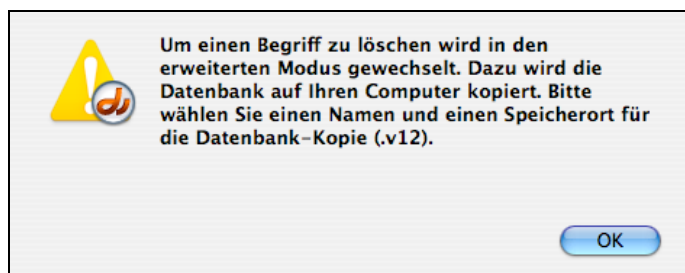 Um einen Begriff zu löschen wird in den
erweiterten Modus gewechselt. Dazu wird die
Datenbank auf Ihren Computer kopiert. Bitte
wählen Sie einen Namen und einen Speicherort für
die Datenbank-Kopie (.v12).
OK